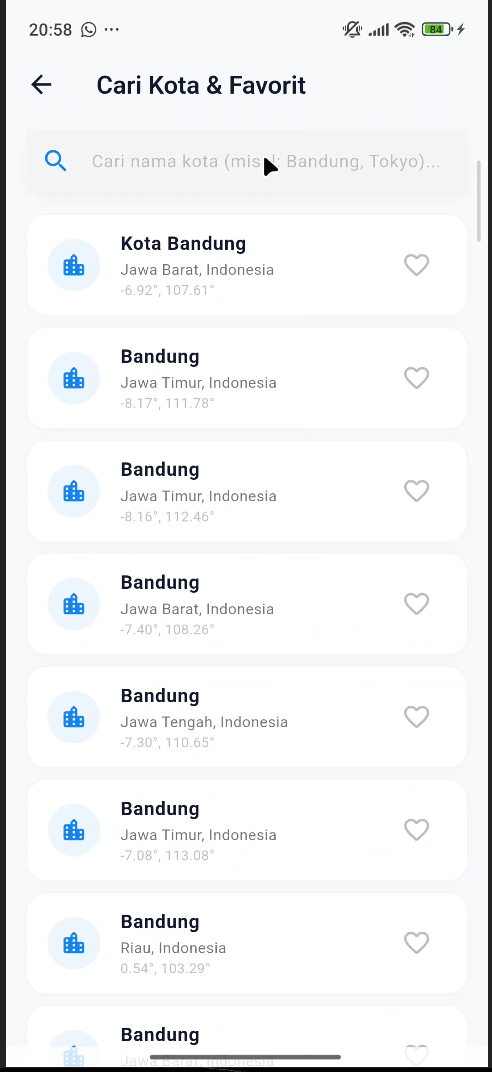 20:58
84
Cari Kota & Favorit
Cari nama kota (mis l: Bandung, Tokyo)...
Kota Bandung
Jawa Barat, Indonesia
-6.92°, 107.61°
Bandung
Jawa Timur, Indonesia
-8.17°, 111.78°
Bandung
Jawa Timur, Indonesia
-8.16°, 112.46°
Bandung
Jawa Barat, Indonesia
-7.40°, 108.26°
Bandung
Jawa Tengah, Indonesia
-7.30°, 110.65°
Bandung
Jawa Timur, Indonesia
-7.08°, 113.08°
Bandung
Riau, Indonesia
0.54°, 103.29°
Bandung
Jawa Barat, Indonesia